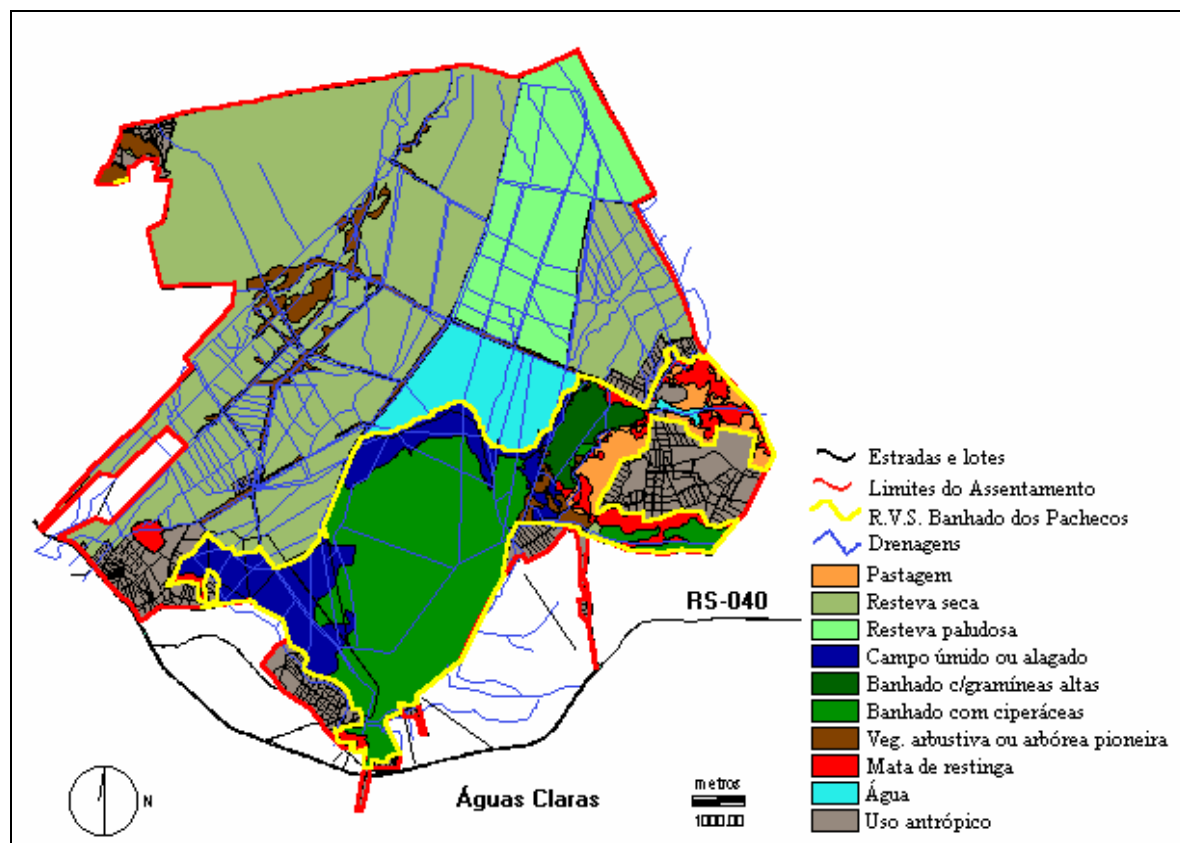 Estradas e lotes
Limites do Assentamento
R.V.S. Banhado dos Pachecos
Drenagens
Pastagem
Resteva seca
Resteva paludosa
Campo úmido ou alagado
Banhado c/gramíneas altas
Banhado com ciperáceas
Veg. arbustiva ou arbórea pioneira
Mata de restinga
Água
Uso antrópico
RS-040
Águas Claras
metros
1000.00
N